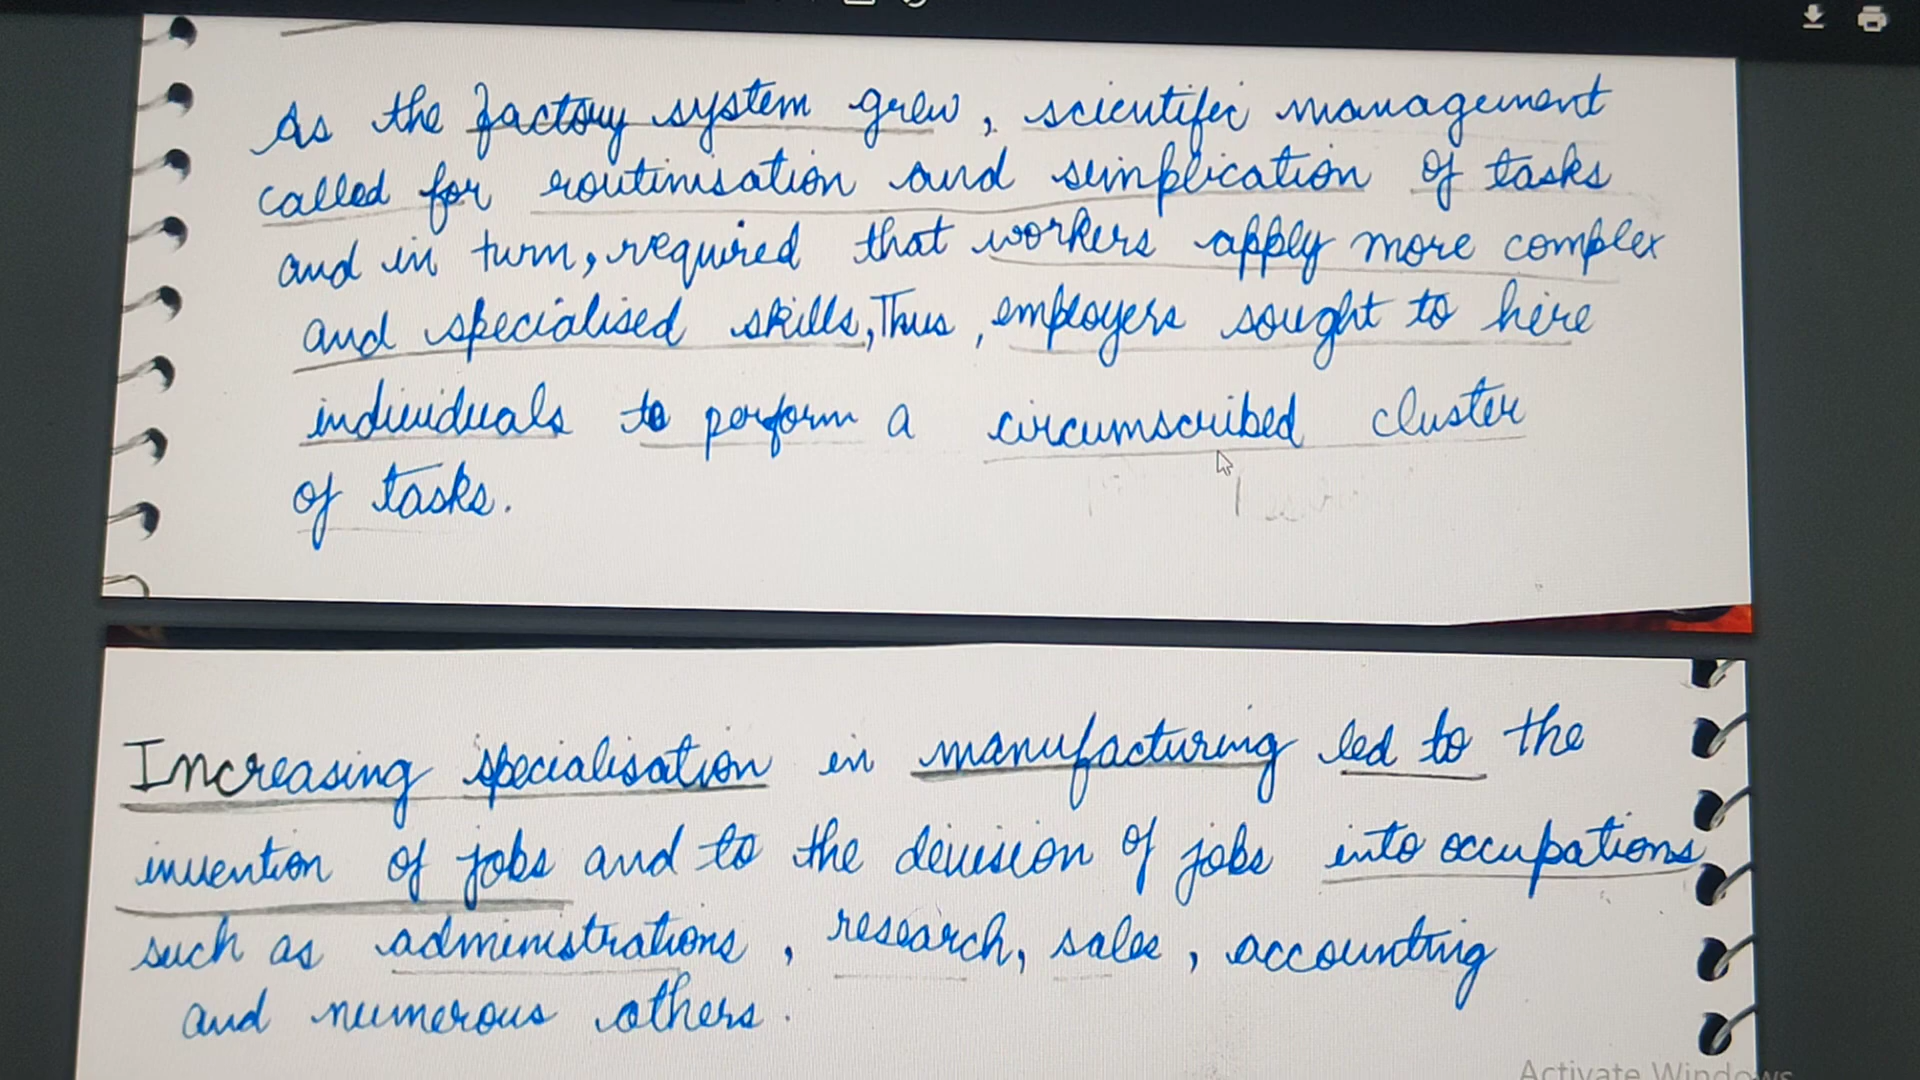 As the factory system grew, scientific management
called for routinisation and simplication of tasks
and in turn, required that workers apply more complex
and specialised skills, Thus, employers sought to hire
individuals to perform a circumscribed cluster
of tasks.
Increasing specialisation in manufacturing led to the
invention of jobs and to the division of jobs into occupations
such as administrations, research, sales, accounting
and numerous others.
Activate Windows